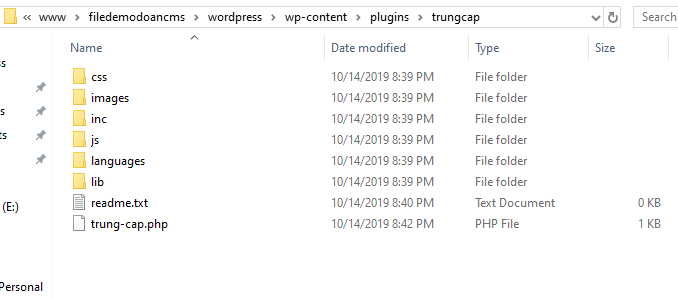 « www › filedemodoancms › wordpress › wp-content › plugins › trungcap Search
Name Date modified Type Size
css 10/14/2019 8:39 PM File folder
images 10/14/2019 8:39 PM File folder
inc 10/14/2019 8:39 PM File folder
js 10/14/2019 8:39 PM File folder
languages 10/14/2019 8:39 PM File folder
lib 10/14/2019 8:39 PM File folder
readme.txt 10/14/2019 8:40 PM Text Document 0 KB
(E:)
trung-cap.php 10/14/2019 8:42 PM PHP File 1 KB
Personal